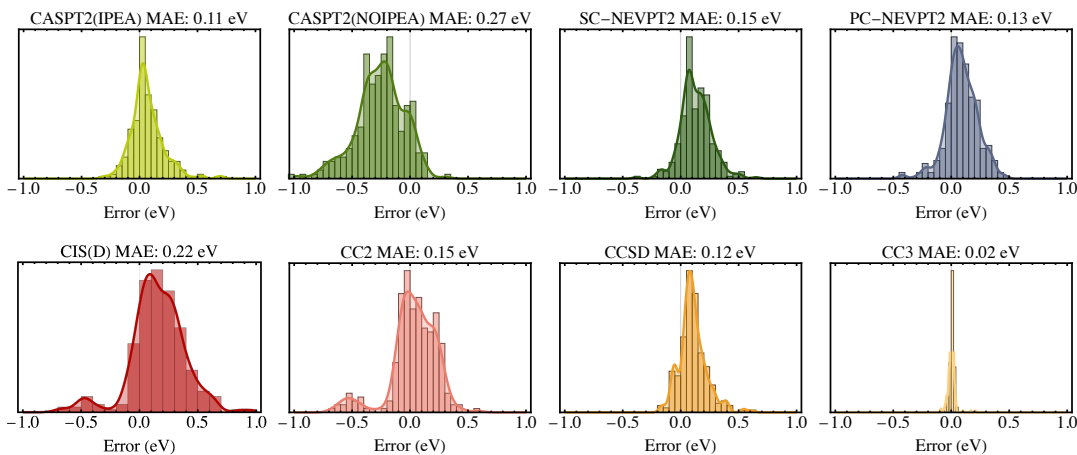 CASPT2(IPEA) MAE: 0.11 eV
CASPT2(NOIPEA) MAE: 0.27 eV
SC−NEVPT2 MAE: 0.15 eV
PC−NEVPT2 MAE: 0.13 eV
−1.0 −0.5 0.0 0.5 1.0
−1.0 −0.5 0.0 0.5 1.0
−1.0 −0.5 0.0 0.5 1.0
−1.0 −0.5 0.0 0.5 1.0
Error (eV)
Error (eV)
Error (eV)
Error (eV)
CIS(D) MAE: 0.22 eV
CC2 MAE: 0.15 eV
CCSD MAE: 0.12 eV
CC3 MAE: 0.02 eV
−1.0 −0.5 0.0 0.5 1.0
−1.0 −0.5 0.0 0.5 1.0
−1.0 −0.5 0.0 0.5 1.0
−1.0 −0.5 0.0 0.5 1.0
Error (eV)
Error (eV)
Error (eV)
Error (eV)